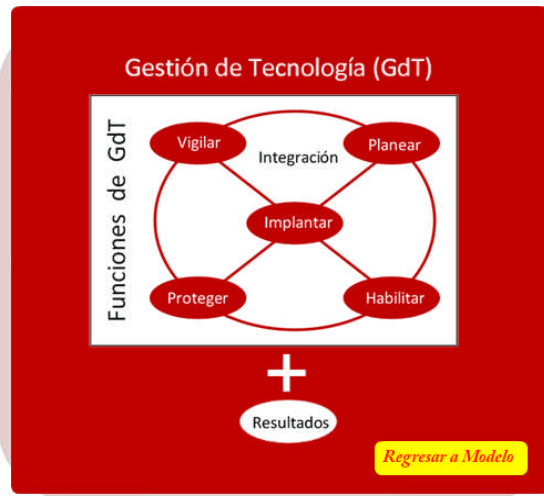 Gestión de Tecnología (GdT)
Funciones de GdT
Vigilar
Planear
Integración
Implantar
Proteger
Habilitar
+
Resultados
Regresar a Modelo